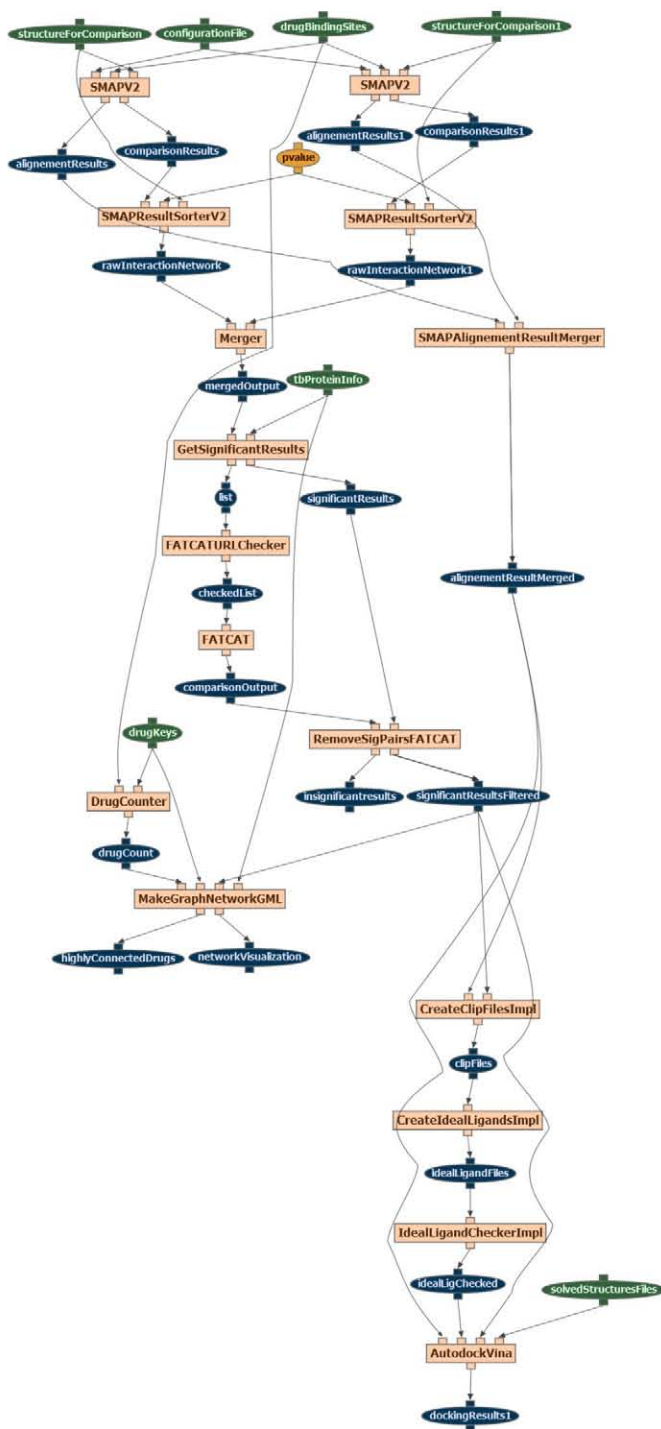 structureForComparison
configurationFile
drugBindingSites
structureForComparison1
SMAPV2
SMAPV2
alignementResults
comparisonResults
alignementResults1
comparisonResults1
pvalue
SMAPResultSorterV2
SMAPResultSorterV2
rawInteractionNetwork
rawInteractionNetwork1
Merger
SMAPAlignementResultMerger
mergedOutput
tbProteinInfo
GetSignificantResults
list
significantResults
FATCATURLChecker
alignementResultMerged
checkedList
FATCAT
comparisonOutput
drugKeys
RemoveSigPairsFATCAT
DrugCounter
insignificantresults
significantResultsFiltered
drugCount
MakeGraphNetworkGML
highlyConnectedDrugs
networkVisualization
CreateClipFilesImpl
clipFiles
CreateIdealLigandsImpl
idealLigandFiles
IdealLigandCheckerImpl
idealLigChecked
solvedStructuresFiles
AutodockVina
dockingResults1